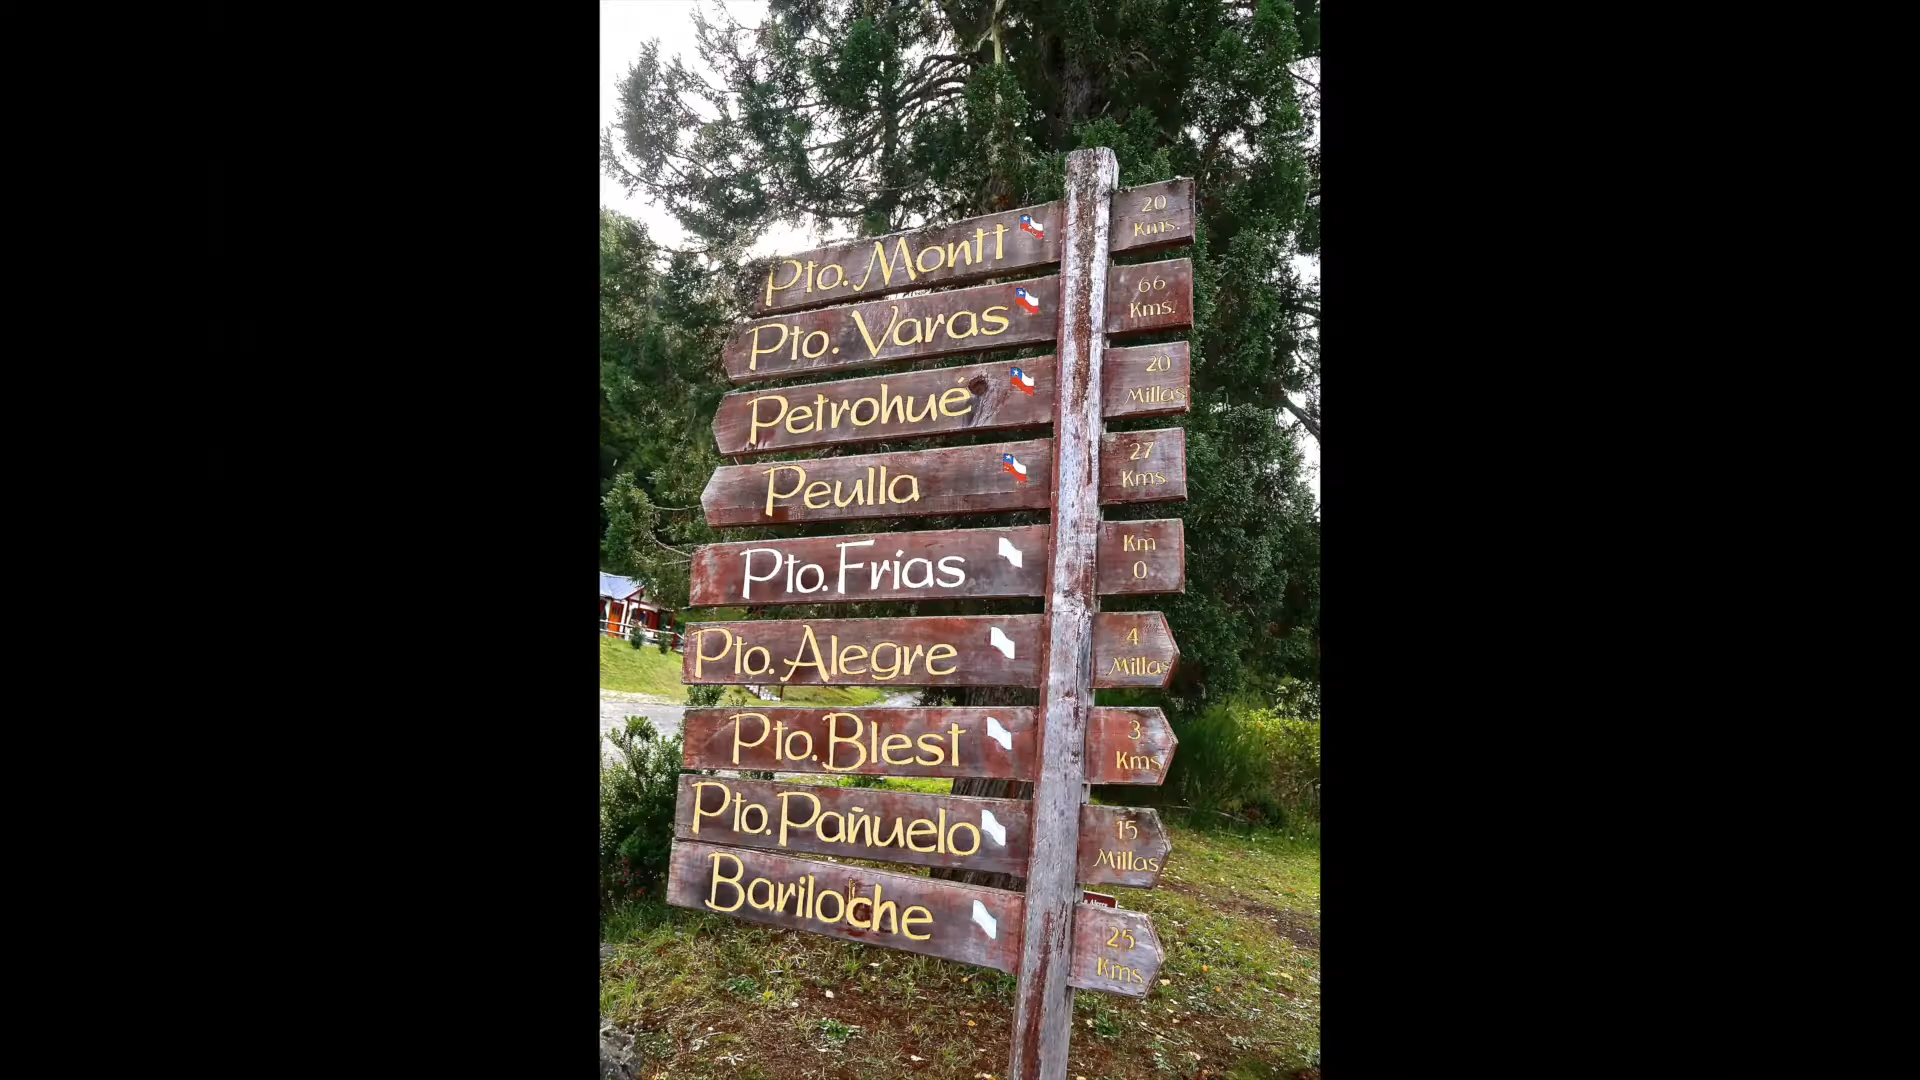 Pto. Montt
20
Kms.
Pto. Varas
66
Kms.
Petrohué
20
Millas
Peulla
27
Kms
Pto. Frías
Km
0
Pto. Alegre
4
Millas
Pto. Blest
3
Kms
Pto. Pañuelo
15
Millas
Bariloche
25
Kms